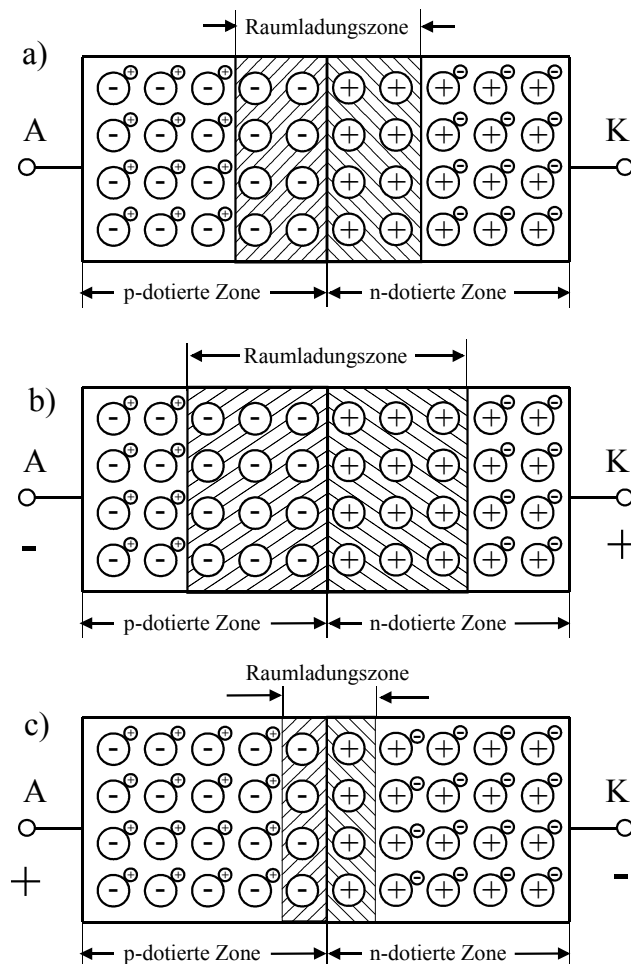 Raumladungszone
a)
A
K
p-dotierte Zone
n-dotierte Zone
Raumladungszone
b)
A
K
-
+
p-dotierte Zone
n-dotierte Zone
Raumladungszone
c)
A
K
+
-
p-dotierte Zone
n-dotierte Zone